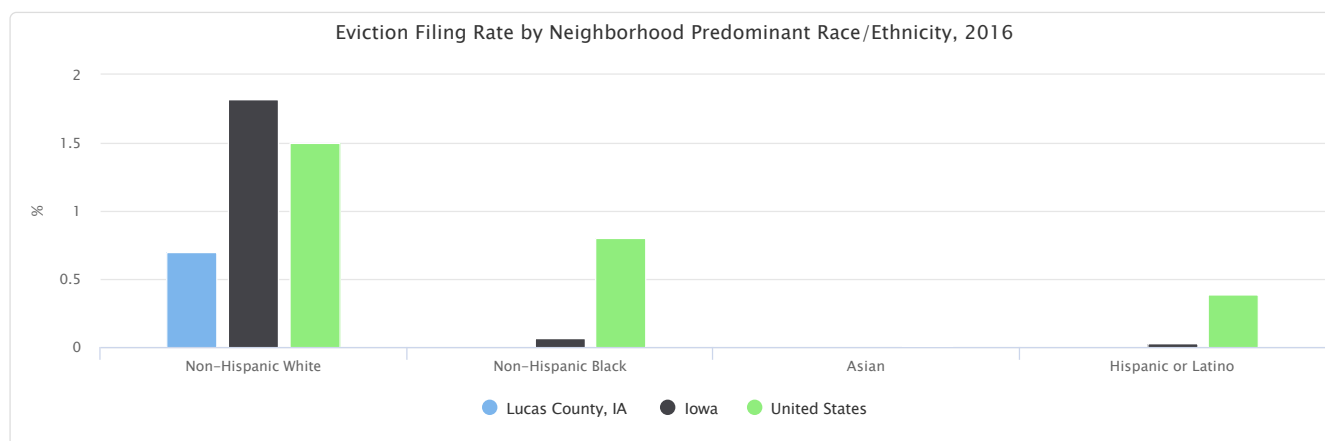 Eviction Filing Rate by Neighborhood Predominant Race/Ethnicity, 2016
2
1.5
1
0.5
0
%
Non-Hispanic White Non-Hispanic Black Asian Hispanic or Latino
Lucas County, IA Iowa United States